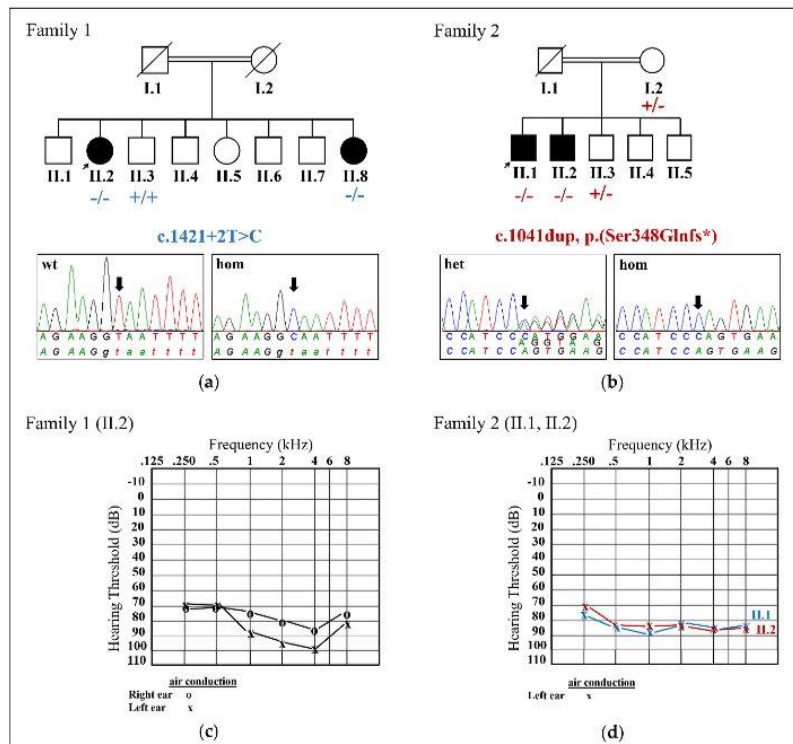 Family 1
Family 2
I.1 I.2
I.1 I.2
+/-
II.1 II.2 II.3 II.4 II.5 II.6 II.7 II.8
-/- +/+ -/-
II.1 II.2 II.3 II.4 II.5
-/- -/- +/-
c.1421+2T>C
c.1041dup, p.(Ser348Glnfs*)
wt
A G A A G G T A A T T T T
A G A A G g t a a t t t t
hom
A G A A G G C A A T T T T
A G A A G g t a a t t t t
het
C C A T C C C A T G G A A
A G G T A G
C C A T C C A G T G A A G
hom
C C A T C C C A G T G A A
C C A T C C A G T G A A G
(a)
(b)
Family 1 (II.2)
Frequency (kHz)
.125 .250 .5 1 2 4 6 8
Hearing Threshold (dB)
-10
0
10
20
30
40
50
60
70
80
90
100
110
air conduction
Right ear o
Left ear x
(c)
Family 2 (II.1, II.2)
Frequency (kHz)
.125 .250 .5 1 2 4 6 8
Hearing Threshold (dB)
-10
0
10
20
30
40
50
60
70
80
90
100
110
II.1
II.2
air conduction
Left ear x
(d)